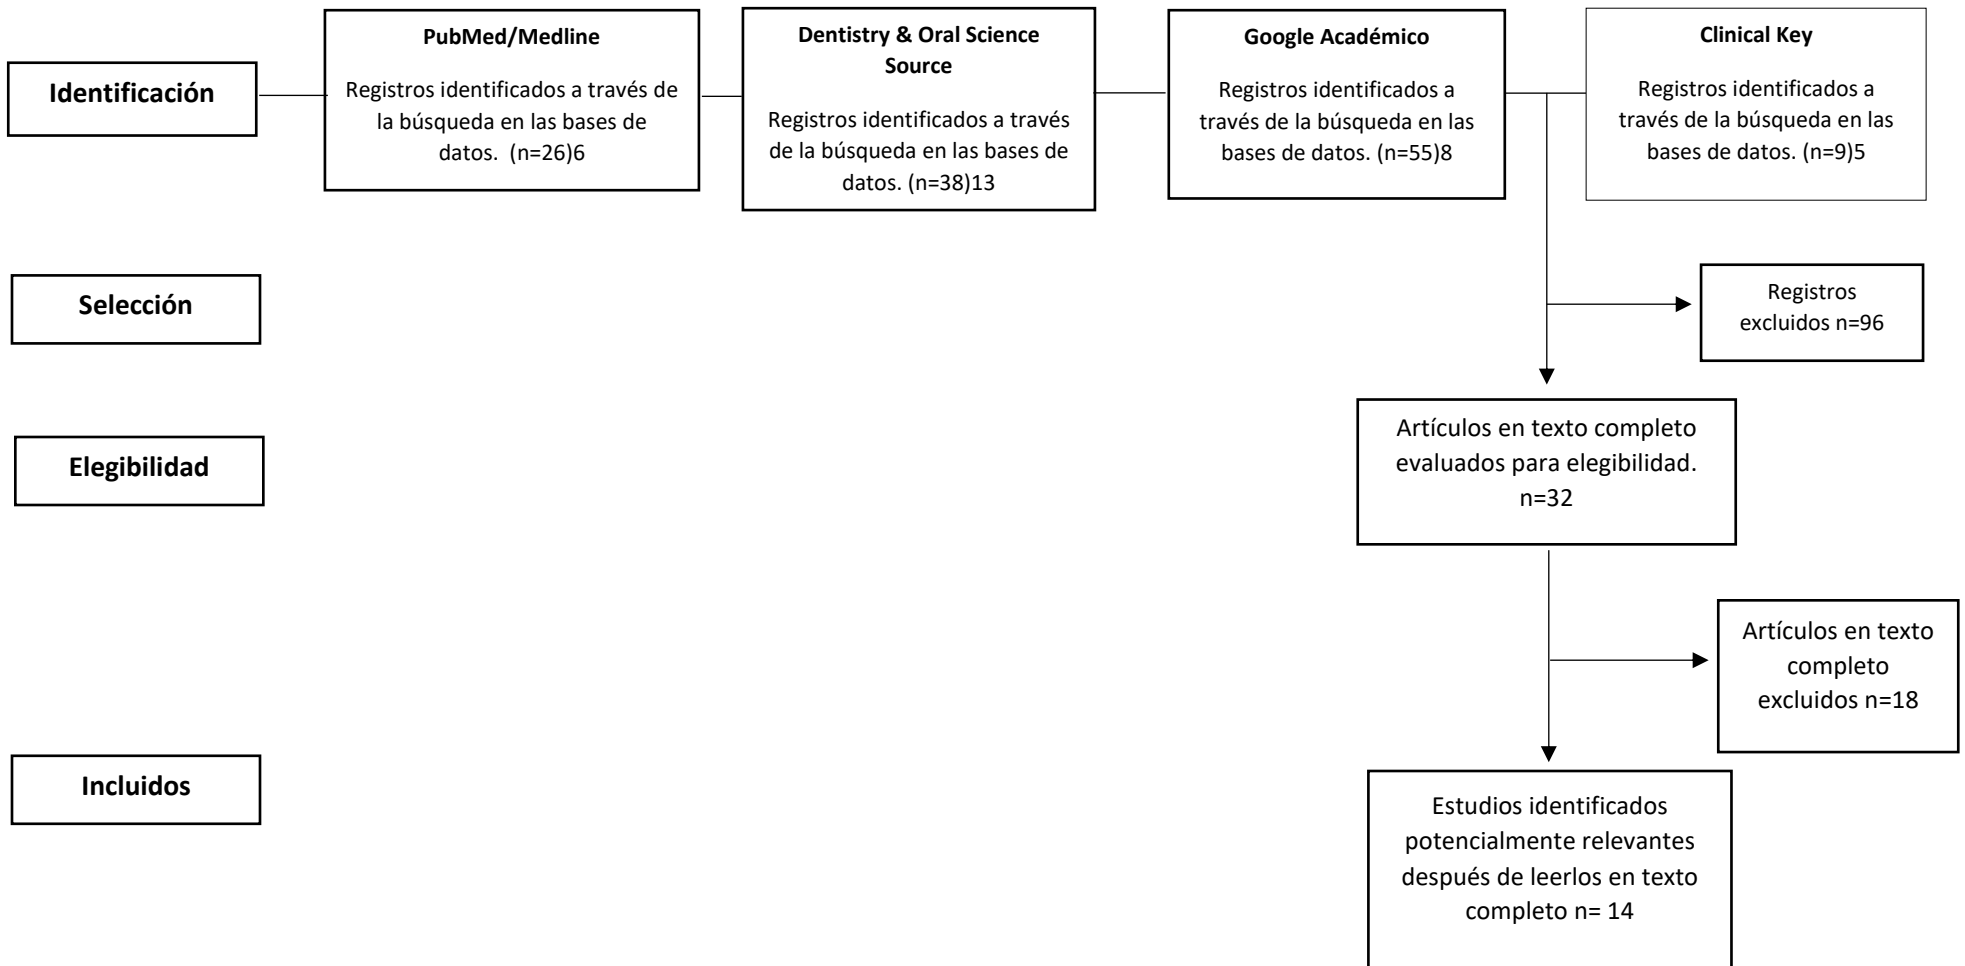 Identificación
PubMed/Medline
Registros identificados a través de
la búsqueda en las bases de
datos.  (n=26)6
Dentistry & Oral Science
Source
Registros identificados a través
de la búsqueda en las bases de
datos. (n=38)13
Google Académico
Registros identificados a
través de la búsqueda en las
bases de datos. (n=55)8
Clinical Key
Registros identificados a
través de la búsqueda en las
bases de datos. (n=9)5
Selección
Registros
excluidos n=96
Elegibilidad
Artículos en texto completo
evaluados para elegibilidad.
n=32
Artículos en texto
completo
excluidos n=18
Incluidos
Estudios identificados
potencialmente relevantes
después de leerlos en texto
completo n= 14